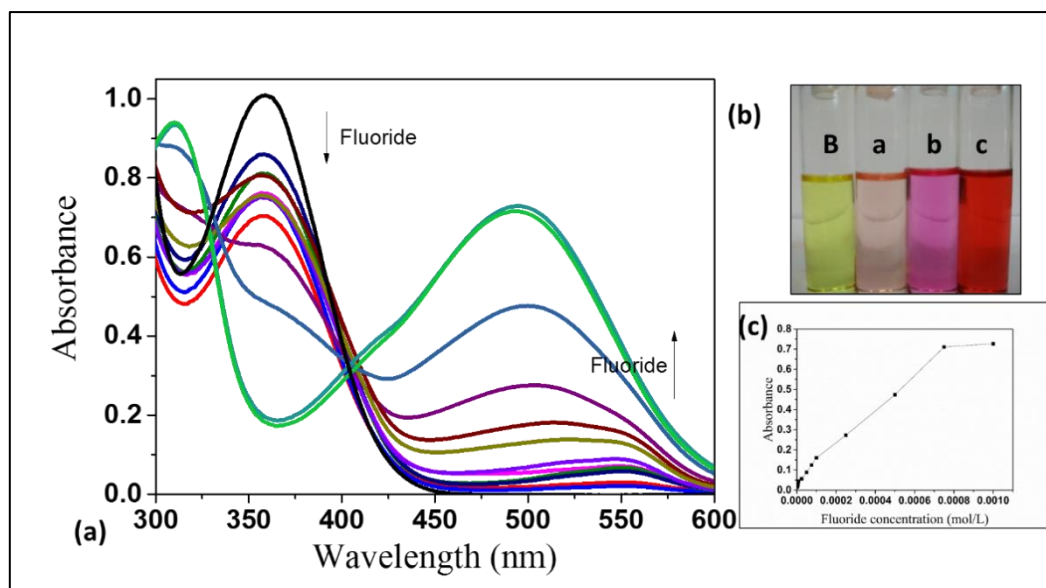 1.0
0.8
0.6
0.4
0.2
0.0
Absorbance
300 350 400 450 500 550 600
Wavelength (nm)
Fluoride
Fluoride
(a)
(b)
B a b c
(c)
0.8
0.7
0.6
0.5
0.4
0.3
0.2
0.1
0.0
Absorbance
0.0000 0.0002 0.0004 0.0006 0.0008 0.0010
Fluoride concentration (mol/L)